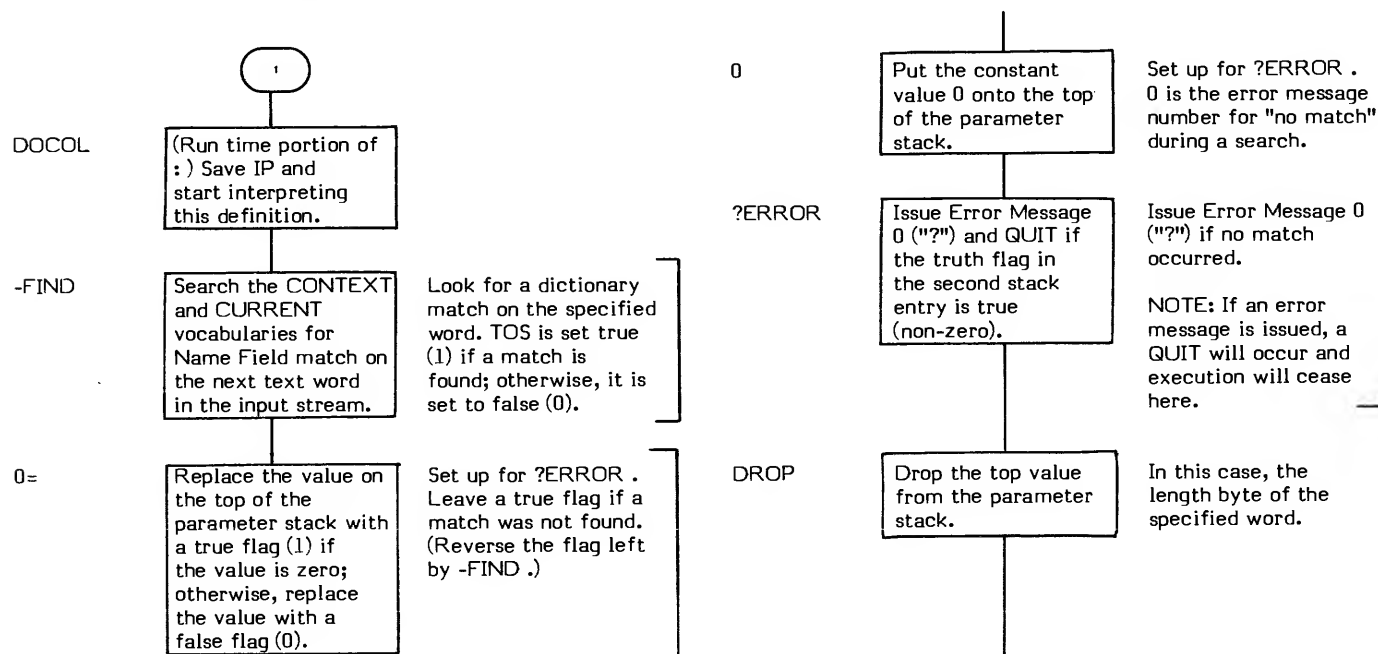 1
DOCOL
(Run time portion of
: ) Save IP and
start interpreting
this definition.
-FIND
Search the CONTEXT
and CURRENT
vocabularies for
Name Field match on
the next text word
in the input stream.
Look for a dictionary
match on the specified
word. TOS is set true
(1) if a match is
found; otherwise, it is
set to false (0).
0=
Replace the value on
the top of the
parameter stack with
a true flag (1) if
the value is zero;
otherwise, replace
the value with a
false flag (0).
Set up for ?ERROR .
Leave a true flag if a
match was not found.
(Reverse the flag left
by -FIND .)
0
Put the constant
value 0 onto the top
of the parameter
stack.
Set up for ?ERROR .
0 is the error message
number for "no match"
during a search.
?ERROR
Issue Error Message
0 ("?") and QUIT if
the truth flag in
the second stack
entry is true
(non-zero).
Issue Error Message 0
("?") if no match
occurred.
NOTE: If an error
message is issued, a
QUIT will occur and
execution will cease
here.
DROP
Drop the top value
from the parameter
stack.
In this case, the
length byte of the
specified word.